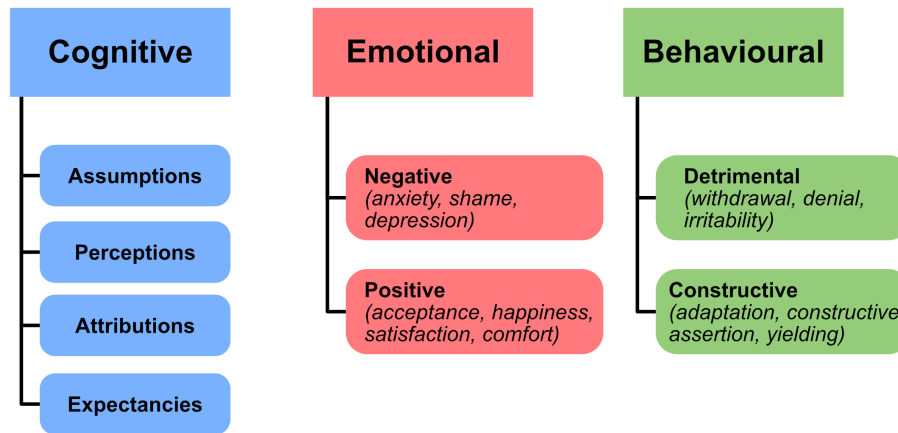 Cognitive
Assumptions
Perceptions
Attributions
Expectancies
Emotional
Negative
(anxiety, shame,
depression)
Positive
(acceptance, happiness,
satisfaction, comfort)
Behavioural
Detrimental
(withdrawal, denial,
irritability)
Constructive
(adaptation, constructive
assertion, yielding)